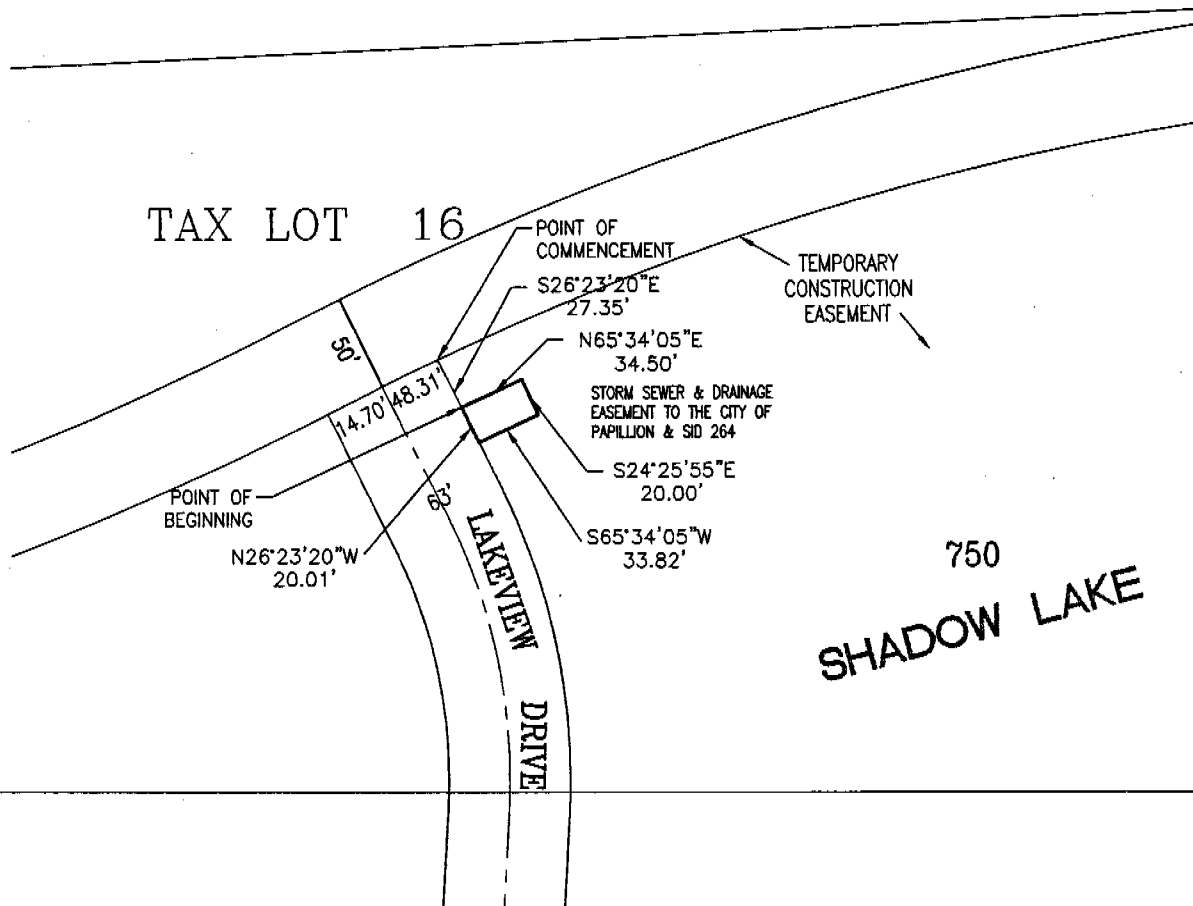 TAX LOT 16
POINT OF
COMMENCEMENT
S26°23'20"E
27.35'
TEMPORARY
CONSTRUCTION
EASEMENT
N65°34'05"E
34.50'
50'
14.70'
48.31'
STORM SEWER & DRAINAGE
EASEMENT TO THE CITY OF
PAPILLION & SID 264
S24°25'55"E
20.00'
POINT OF
BEGINNING
63'
N26°23'20"W
20.01'
S65°34'05"W
33.82'
LAKEVIEW DRIVE
750
SHADOW LAKE